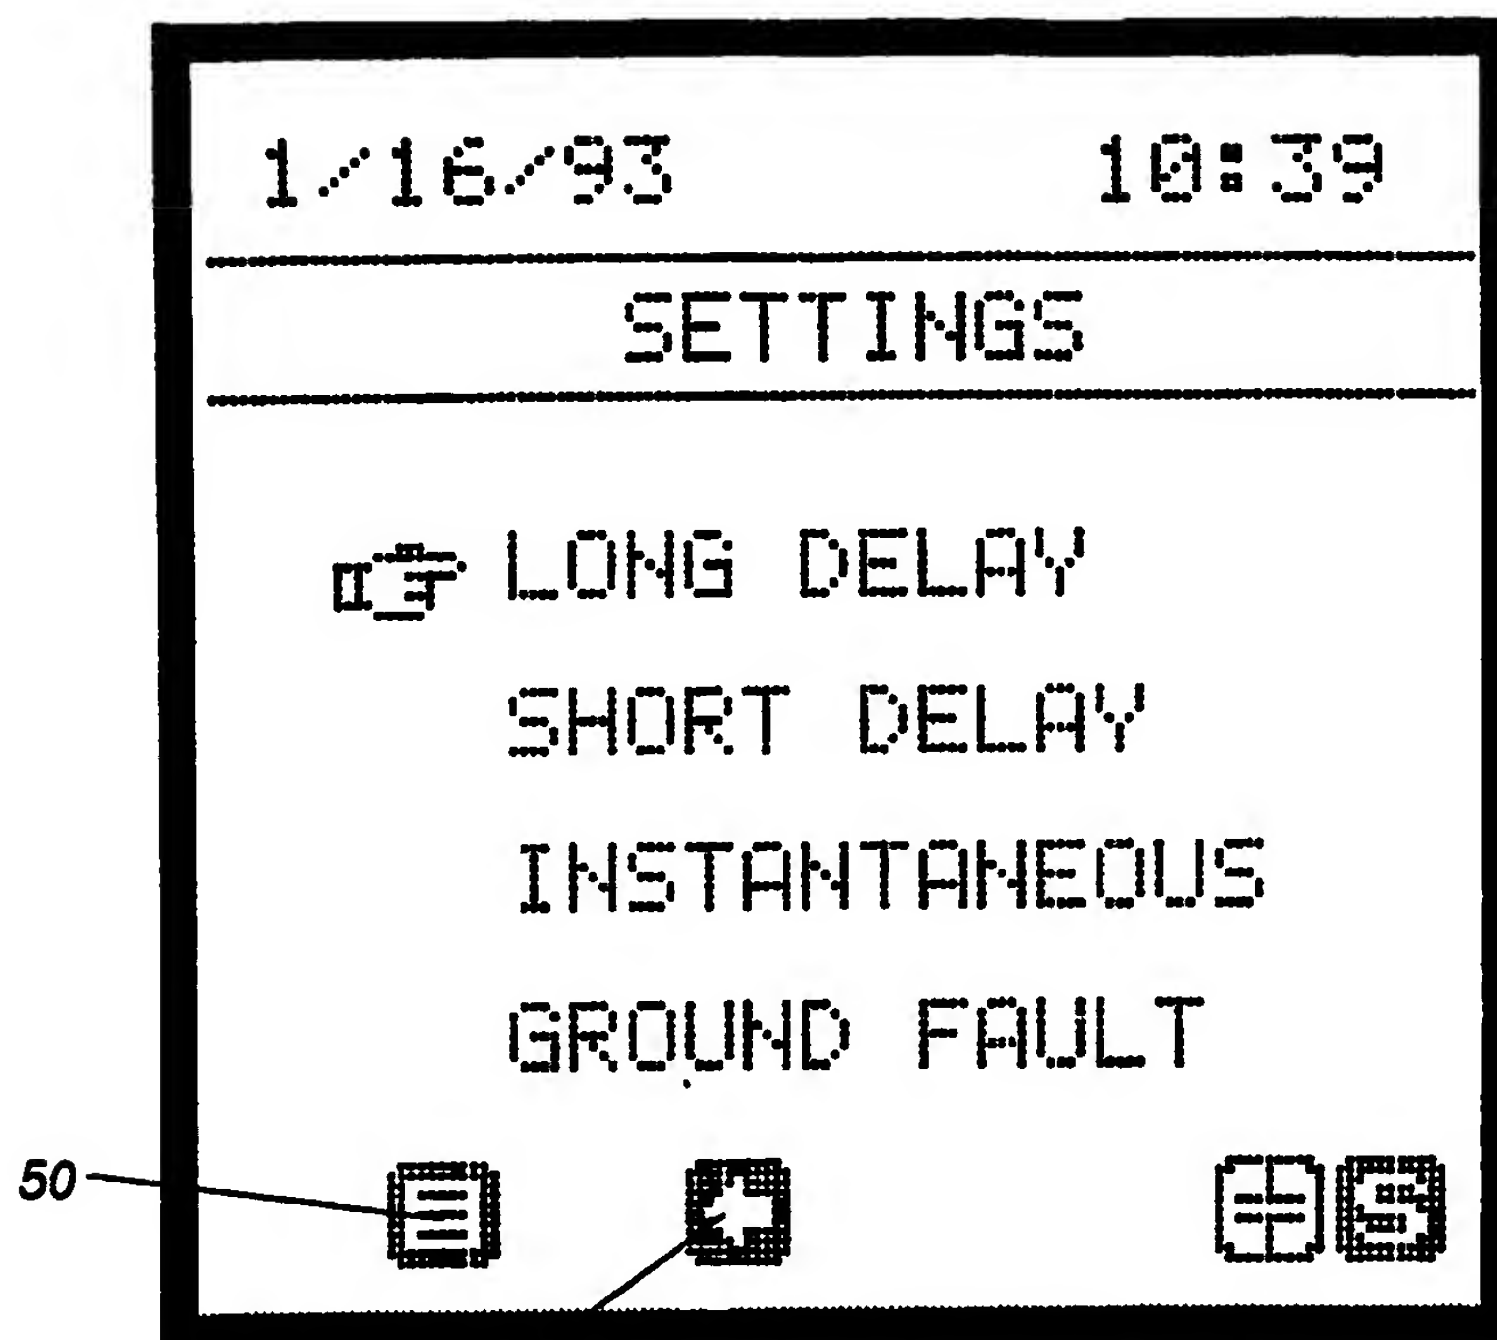 1/16/93 10:39
SETTINGS
LONG DELAY
SHORT DELAY
INSTANTANEOUS
GROUND FAULT
50
S